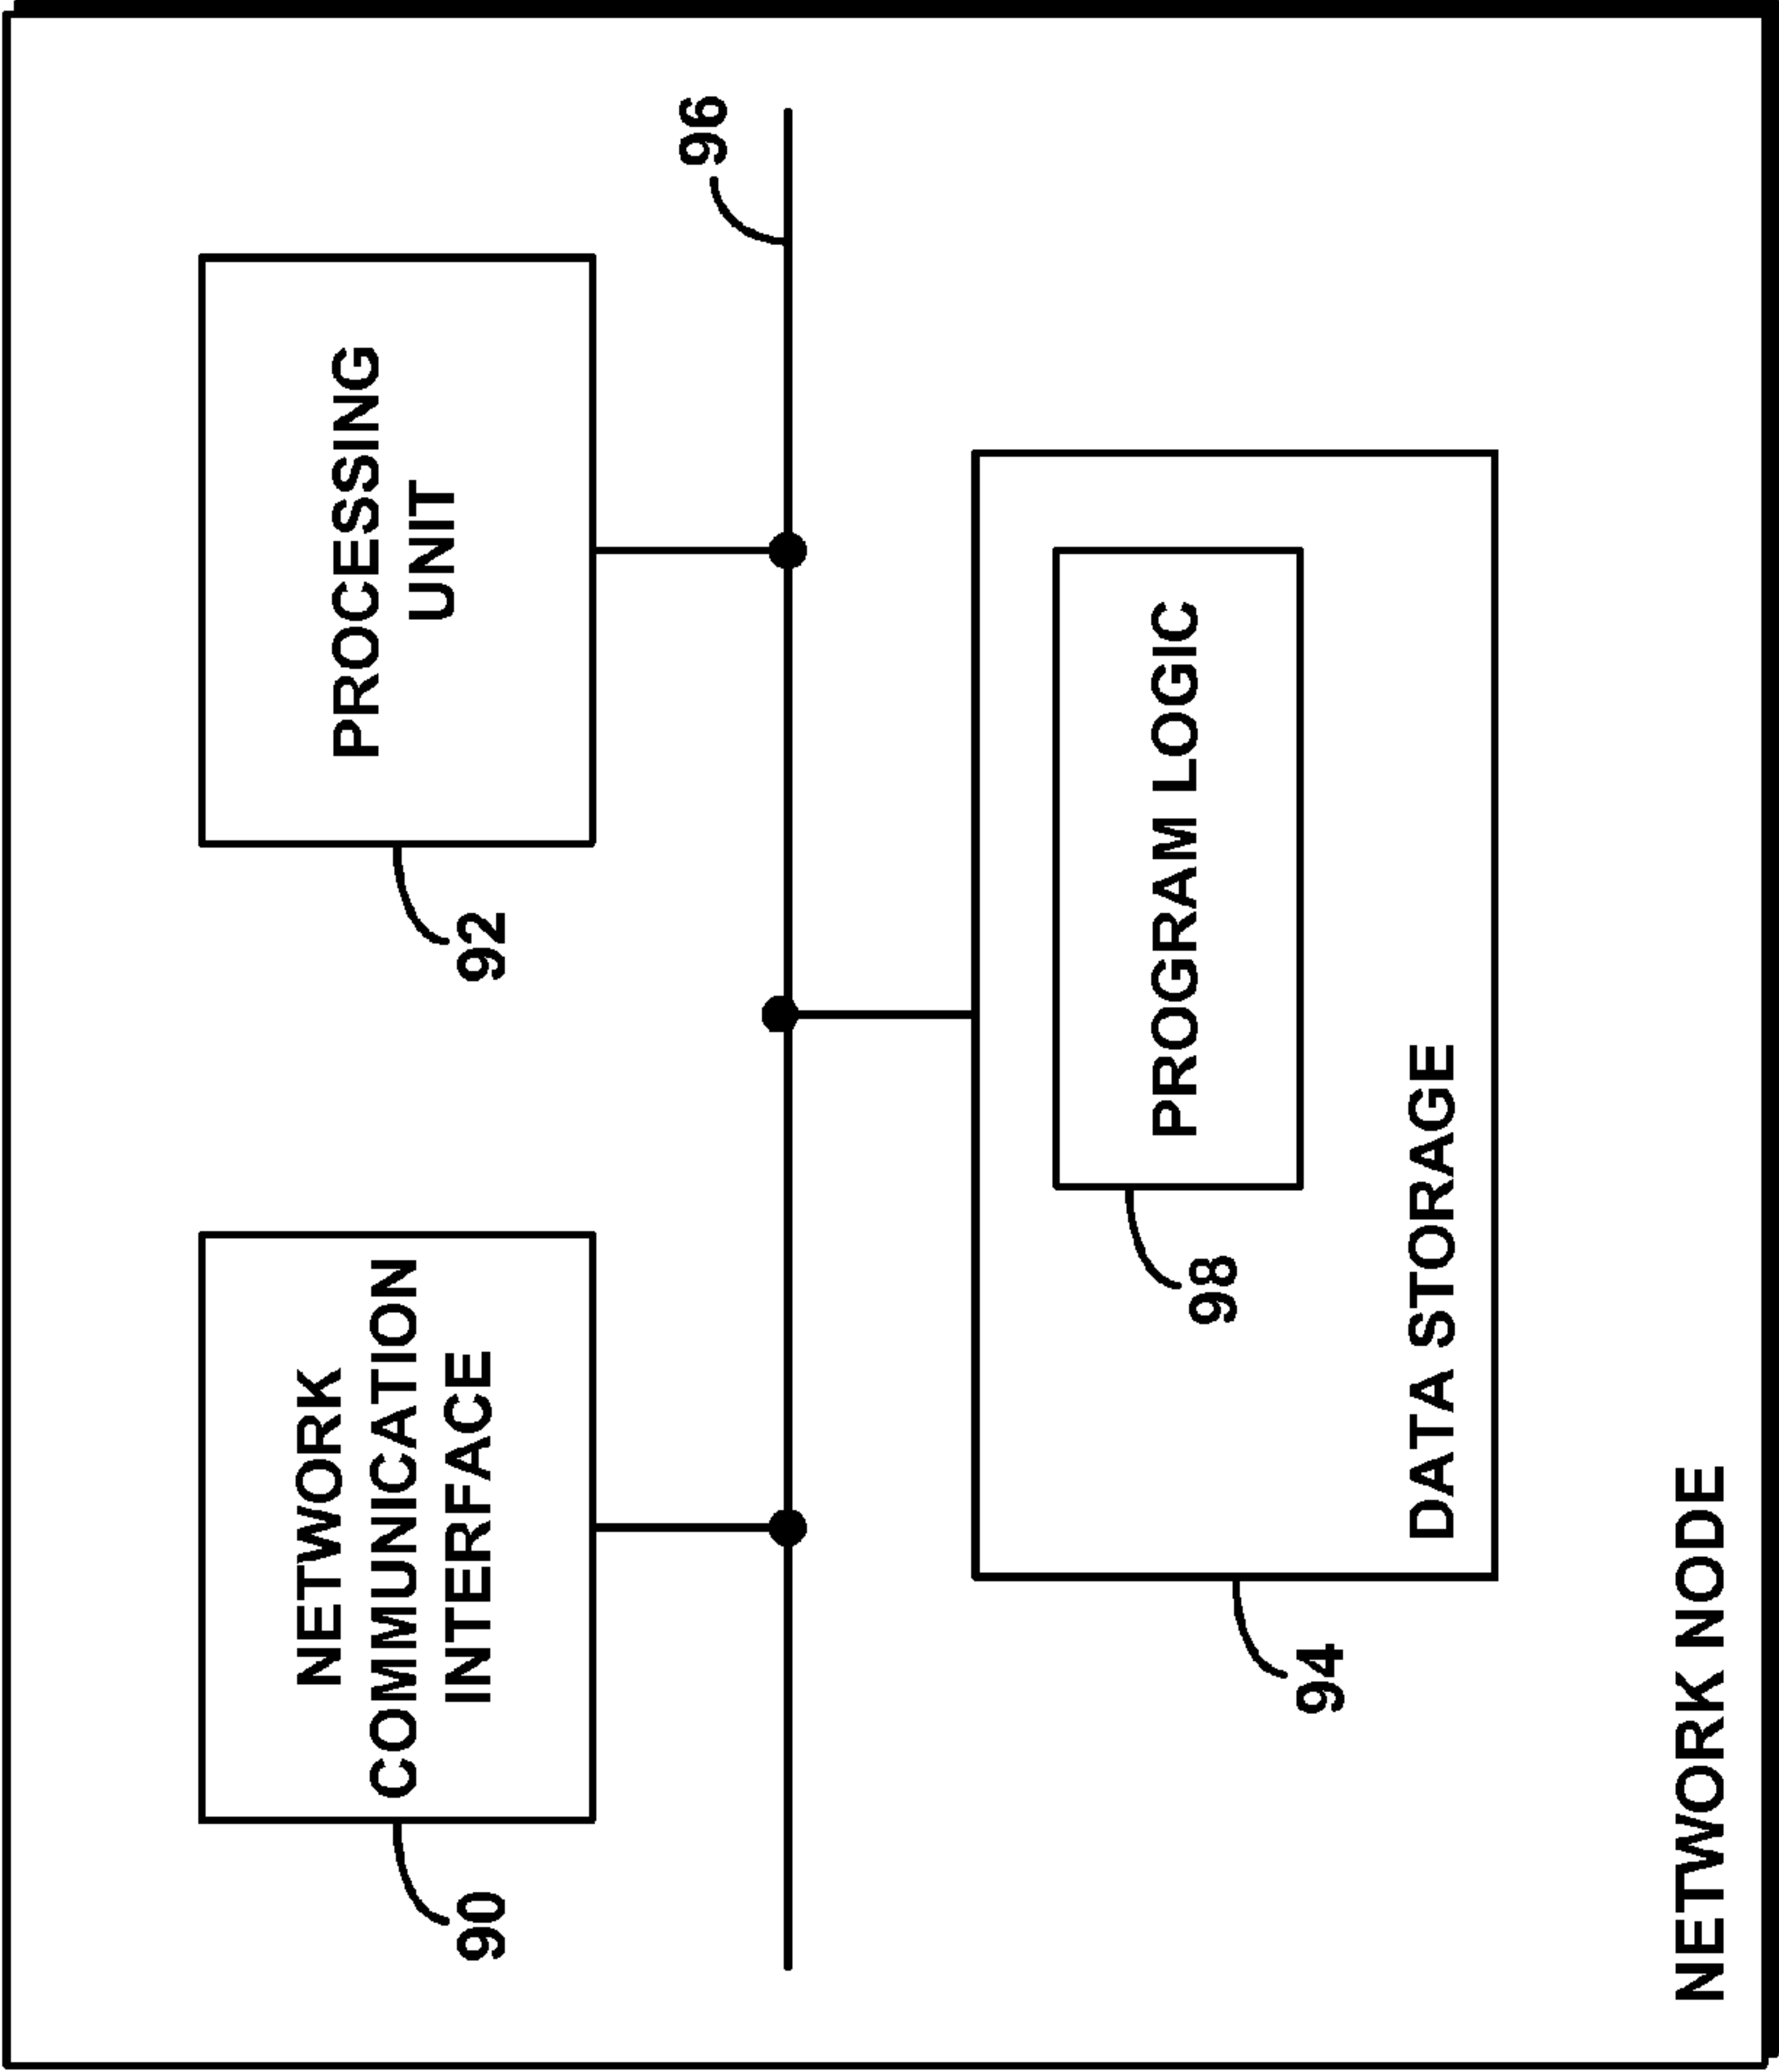 NETWORK
COMMUNICATION
INTERFACE
90
PROCESSING
UNIT
92
96
PROGRAM LOGIC
98
DATA STORAGE
94
NETWORK NODE